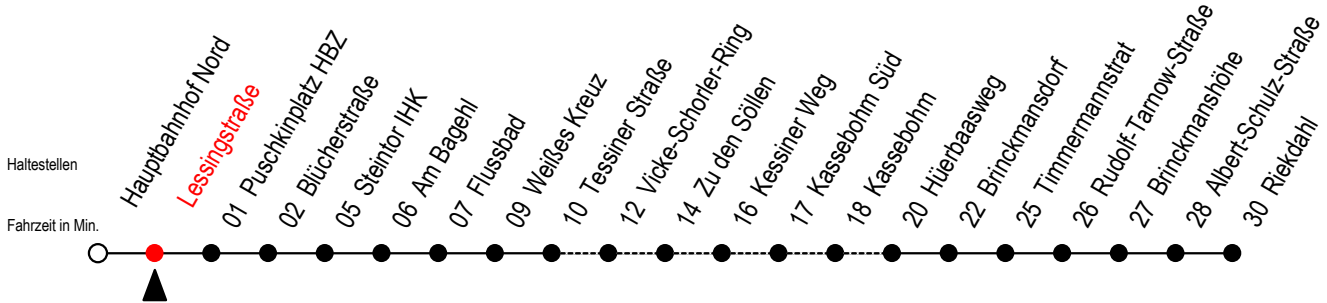 Haltestellen
Fahrzeit in Min.
Hauptbahnhof Nord
Lessingstraße
01 Puschkinplatz HBZ
02 Blücherstraße
05 Steintor IHK
06 Am Bagehl
07 Flussbad
09 Weißes Kreuz
10 Tessiner Straße
12 Vicke-Schorler-Ring
14 Zu den Söllen
16 Kessiner Weg
17 Kassebohm Süd
18 Kassebohm
20 Hüerbaasweg
22 Brinckmansdorf
25 Timmermannstrat
26 Rudolf-Tarnow-Straße
27 Brinckmanshöhe
28 Albert-Schulz-Straße
30 Riekdahl